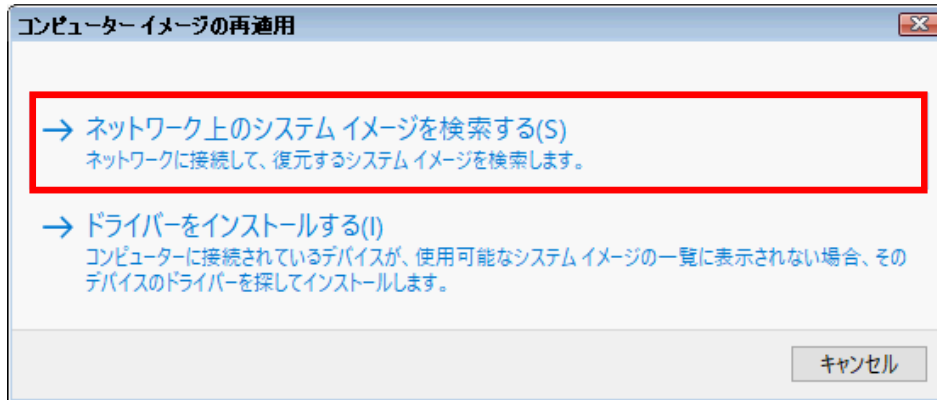 コンピューター イメージの再適用
→ ネットワーク上のシステム イメージを検索する(S)
ネットワークに接続して、復元するシステム イメージを検索します。
→ ドライバーをインストールする(I)
コンピューターに接続されているデバイスが、使用可能なシステム イメージの一覧に表示されない場合、その
デバイスのドライバーを探してインストールします。
キャンセル